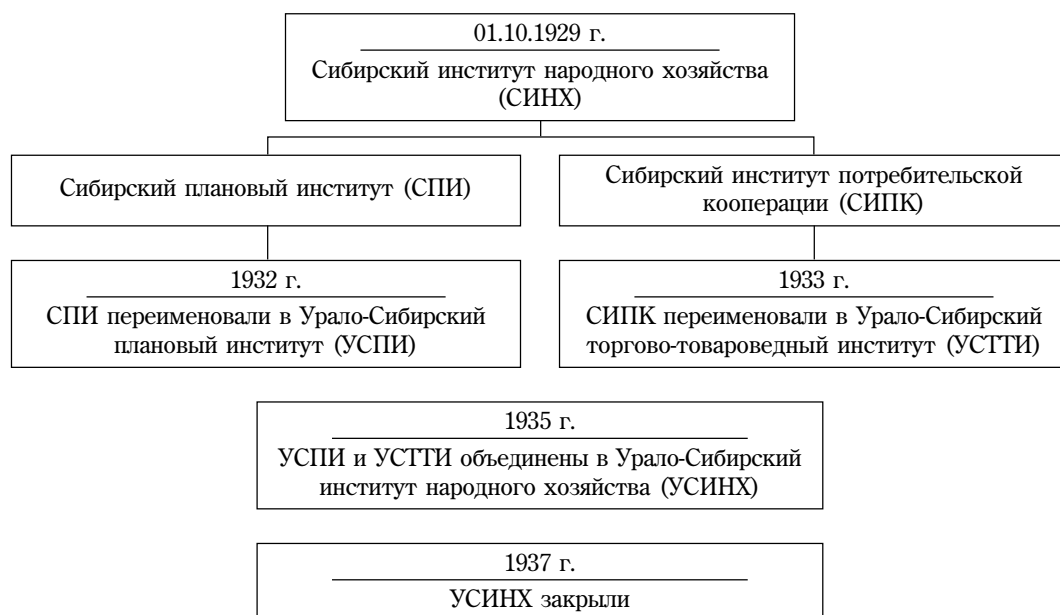 01.10.1929 г.
Сибирский институт народного хозяйства
(СИНХ)
Сибирский плановый институт (СПИ)
Сибирский институт потребительской
кооперации (СИПК)
1932 г.
СПИ переименовали в Урало-Сибирский
плановый институт (УСПИ)
1933 г.
СИПК переименовали в Урало-Сибирский
торгово-товароведный институт (УСТТИ)
1935 г.
УСПИ и УСТТИ объединены в Урало-Сибирский
институт народного хозяйства (УСИНХ)
1937 г.
УСИНХ закрыли